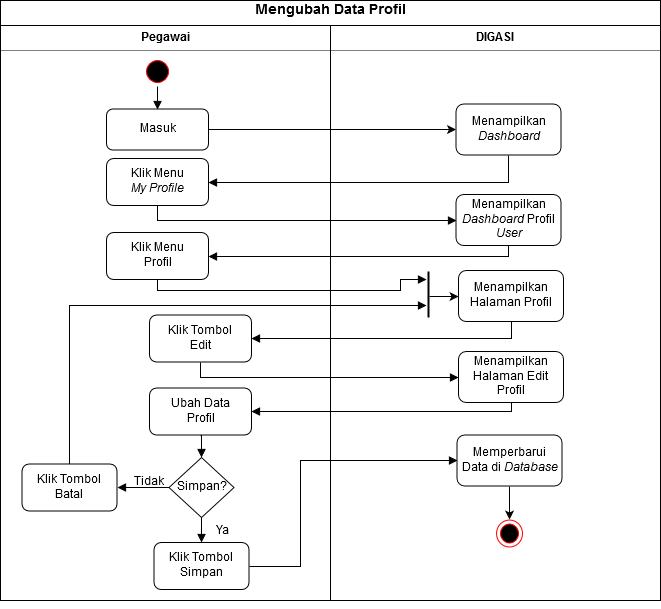 Mengubah Data Profil
Pegawai
DIGASI
Masuk
Menampilkan
Dashboard
Klik Menu
My Profile
Menampilkan
Dashboard Profil
User
Klik Menu
Profil
Menampilkan
Halaman Profil
Klik Tombol
Edit
Menampilkan
Halaman Edit
Profil
Ubah Data
Profil
Memperbarui
Data di Database
Simpan?
Tidak
Klik Tombol
Batal
Ya
Klik Tombol
Simpan